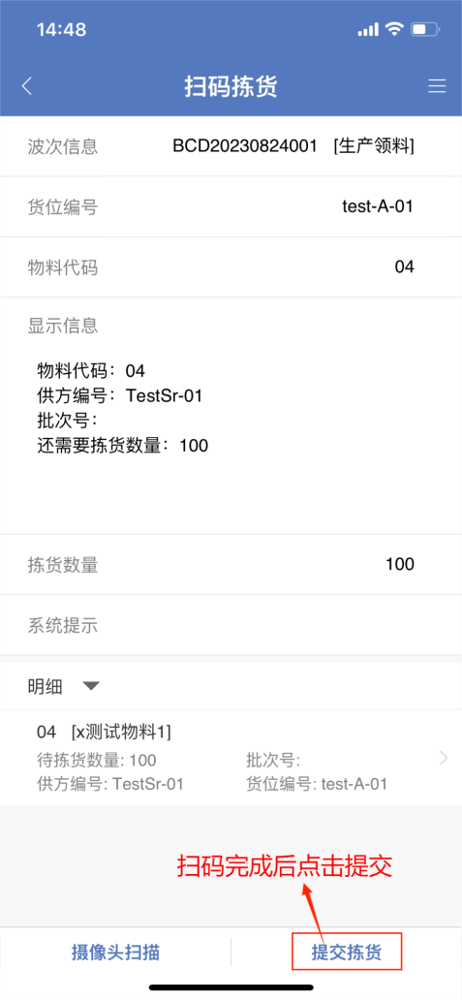 14:48
扫码拣货
波次信息 BCD20230824001 [生产领料]
货位编号 test-A-01
物料代码 04
显示信息
物料代码：04
供方编号：TestSr-01
批次号：
还需要拣货数量：100
拣货数量 100
系统提示
明细
04 [x测试物料1]
待拣货数量: 100 批次号:
供方编号: TestSr-01 货位编号: test-A-01
扫码完成后点击提交
摄像头扫描 提交拣货